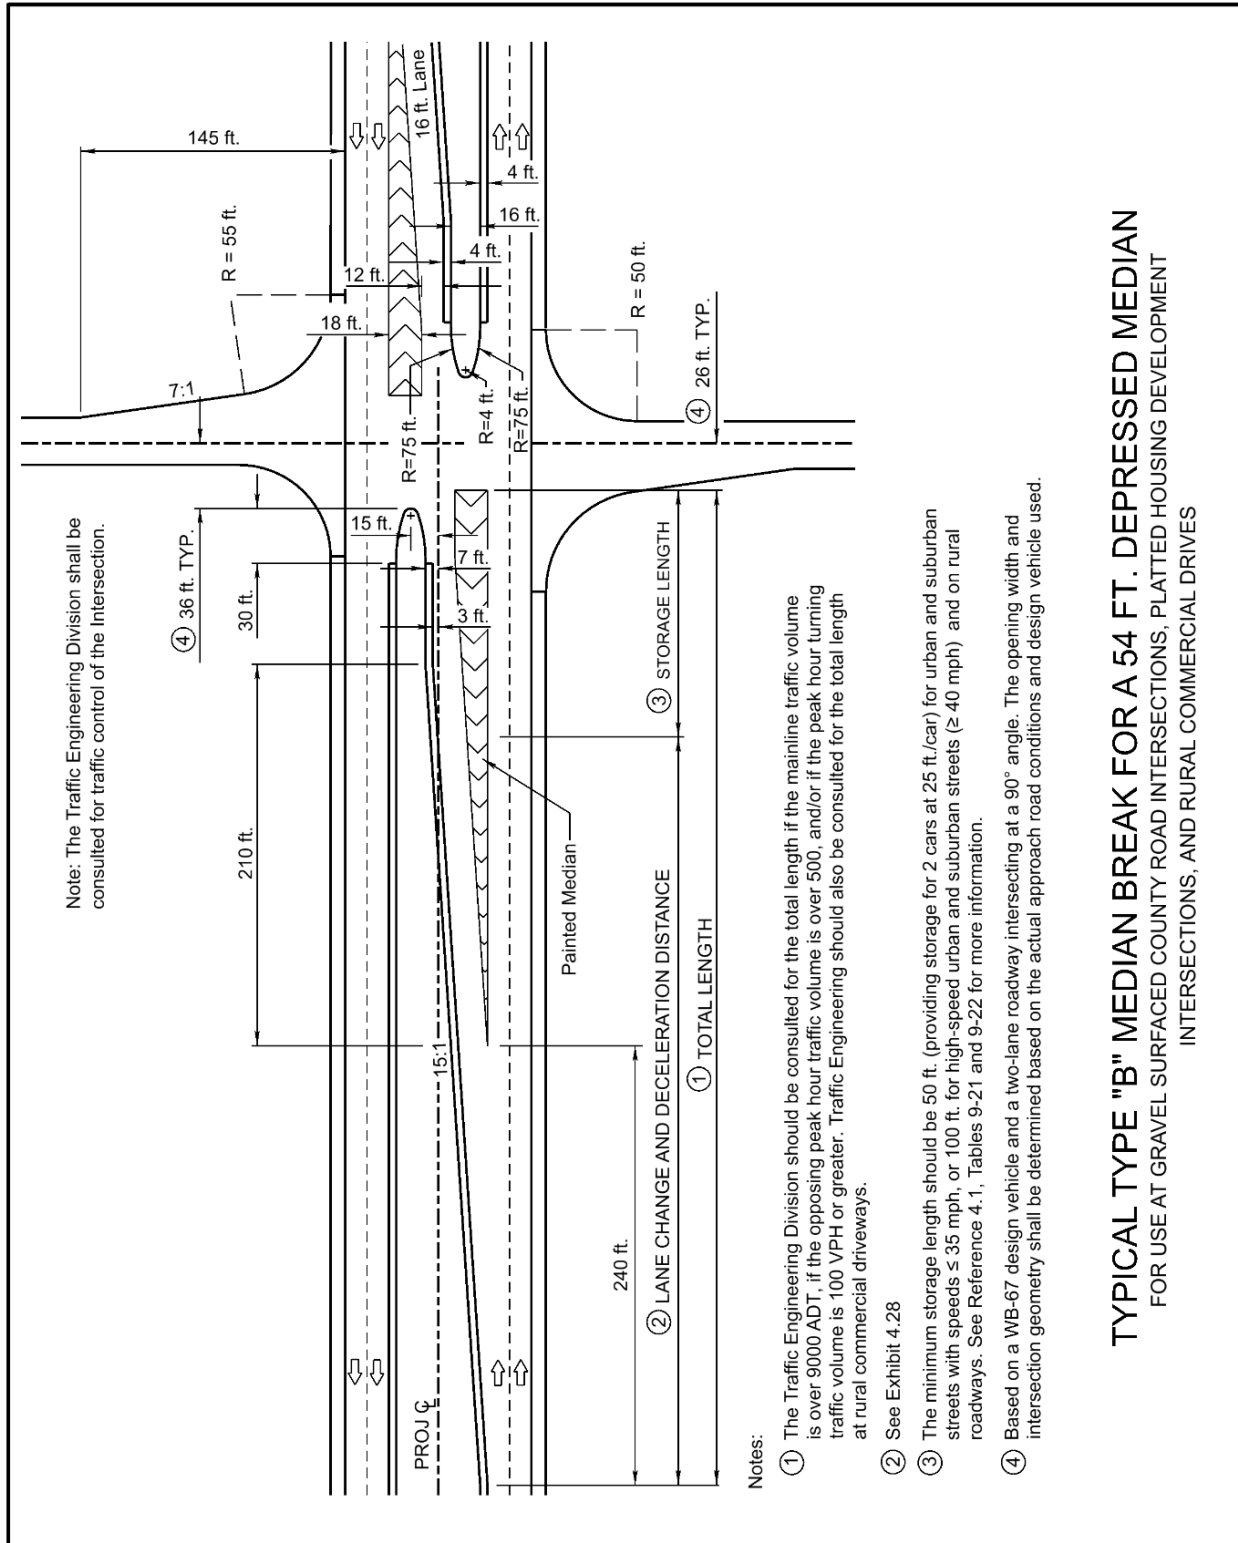 Note: The Traffic Engineering Division shall be
consulted for traffic control of the Intersection.
145 ft.
R = 55 ft.
7:1
④ 36 ft. TYP.
30 ft.
210 ft.
16 ft. Lane
4 ft.
16 ft.
4 ft.
12 ft.
18 ft.
R=75 ft.
R=4 ft.
R=75 ft.
15 ft.
7 ft.
3 ft.
R = 50 ft.
④ 26 ft. TYP.
15:1
PROJ ℄
Painted Median
③ STORAGE LENGTH
② LANE CHANGE AND DECELERATION DISTANCE
① TOTAL LENGTH
240 ft.
Notes:
① The Traffic Engineering Division should be consulted for the total length if the mainline traffic volume
is over 9000 ADT, if the opposing peak hour traffic volume is over 500, and/or if the peak hour turning
traffic volume is 100 VPH or greater. Traffic Engineering should also be consulted for the total length
at rural commercial driveways.
② See Exhibit 4.28
③ The minimum storage length should be 50 ft. (providing storage for 2 cars at 25 ft./car) for urban and suburban
streets with speeds ≤ 35 mph, or 100 ft. for high-speed urban and suburban streets (≥ 40 mph) and on rural
roadways. See Reference 4.1, Tables 9-21 and 9-22 for more information.
④ Based on a WB-67 design vehicle and a two-lane roadway intersecting at a 90° angle. The opening width and
intersection geometry shall be determined based on the actual approach road conditions and design vehicle used.
TYPICAL TYPE "B" MEDIAN BREAK FOR A 54 FT. DEPRESSED MEDIAN
FOR USE AT GRAVEL SURFACED COUNTY ROAD INTERSECTIONS, PLATTED HOUSING DEVELOPMENT
INTERSECTIONS, AND RURAL COMMERCIAL DRIVES